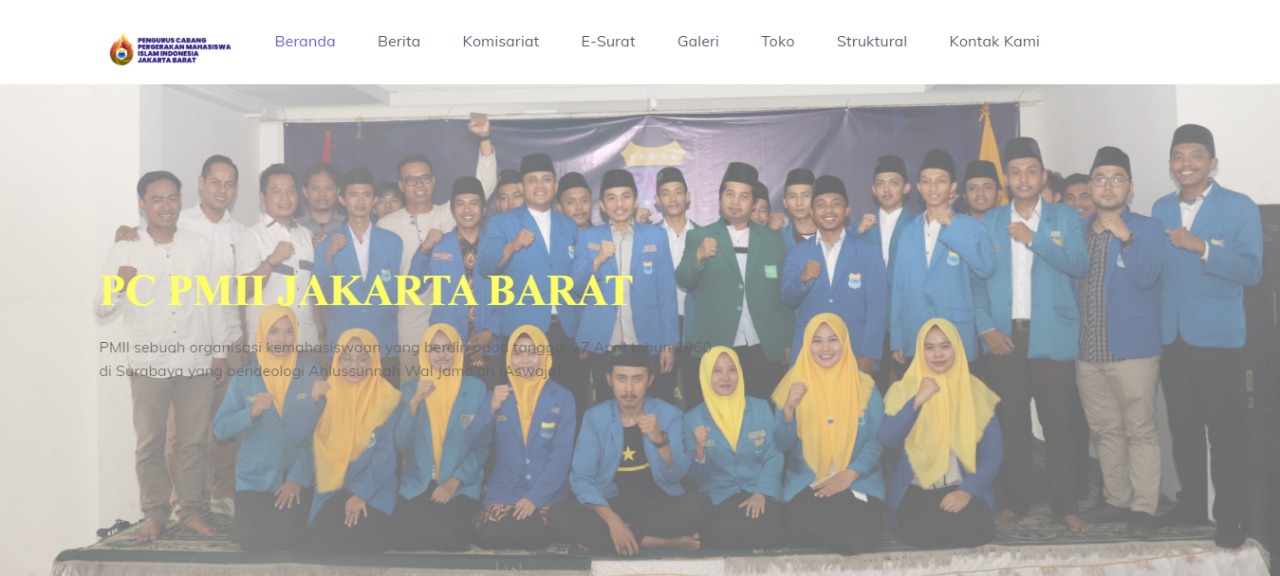 PENGURUS CABANG
PERGERAKAN MAHASISWA
ISLAM INDONESIA
JAKARTA BARAT
Beranda
Berita
Komisariat
E-Surat
Galeri
Toko
Struktural
Kontak Kami
PC PMII JAKARTA BARAT
PMII sebuah organisasi kemahasiswaan yang berdiri pada tanggal 17 April tahun 1960
di Surabaya yang berideologi Ahlussunnah Wal jama'ah (Aswaja)